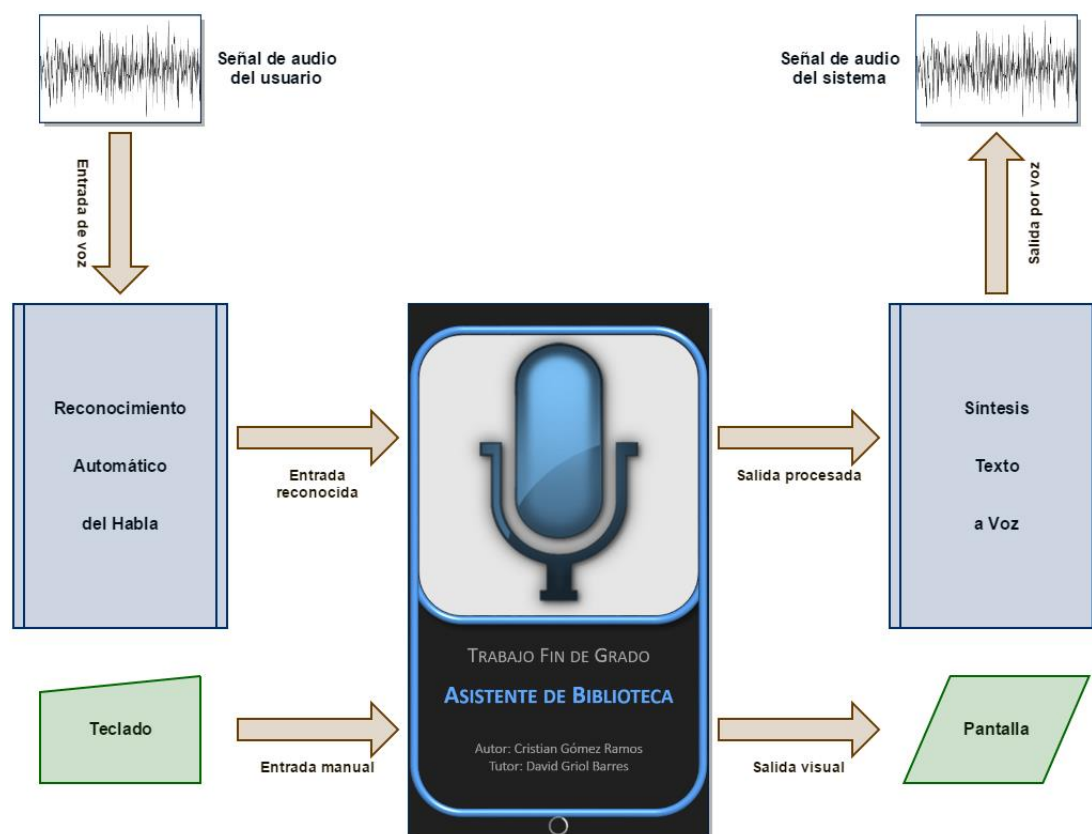 Señal de audio
del usuario
Señal de audio
del sistema
Entrada de voz
Salida por voz
Reconocimiento
Automático
del Habla
Entrada
reconocida
Salida procesada
Síntesis
Texto
a Voz
TRABAJO FIN DE GRADO
ASISTENTE DE BIBLIOTECA
Autor: Cristian Gómez Ramos
Tutor: David Griol Barres
Teclado
Entrada manual
Salida visual
Pantalla